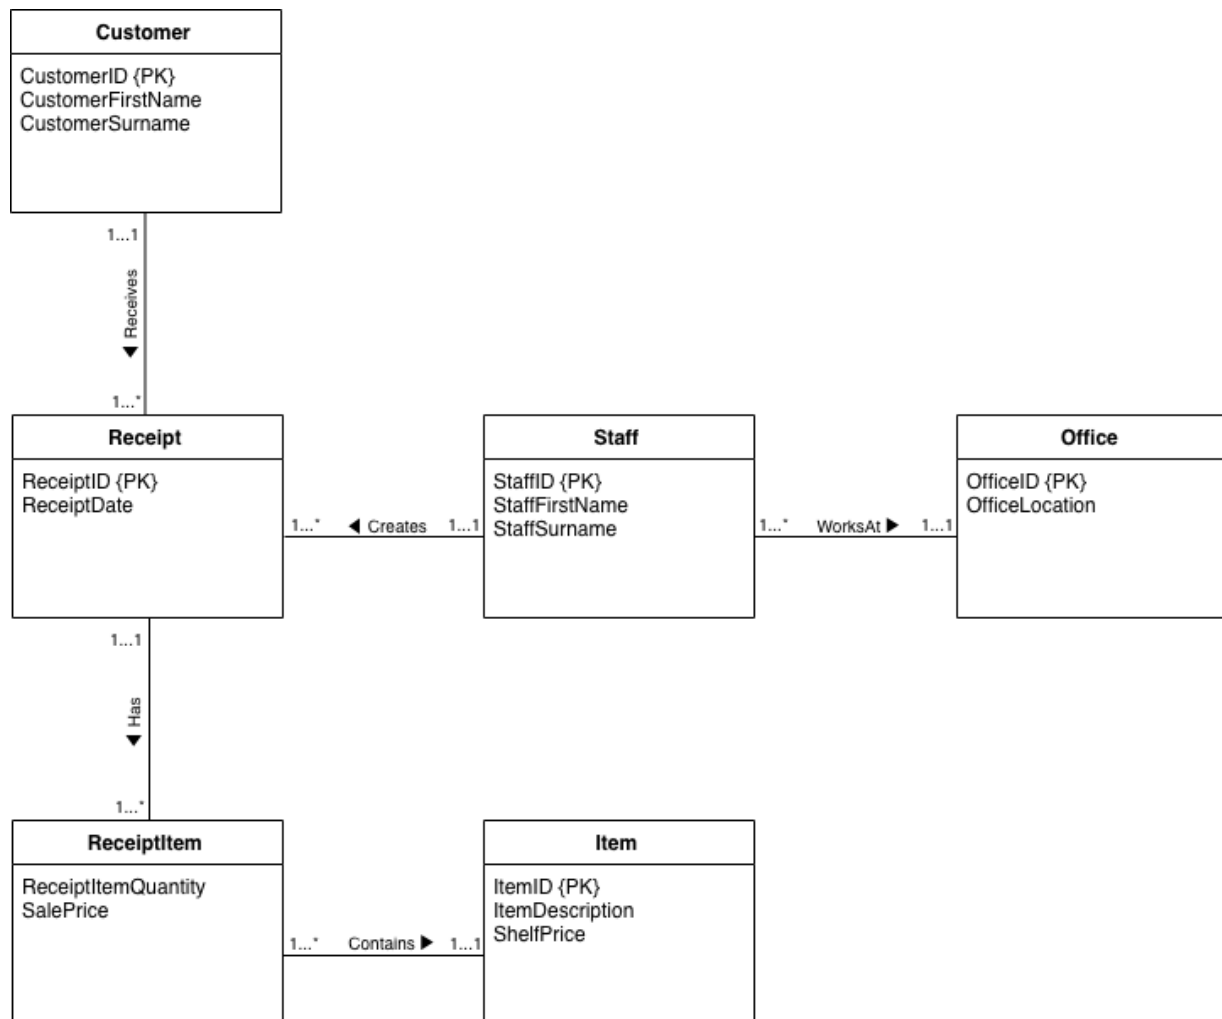 Customer
CustomerID {PK}
CustomerFirstName
CustomerSurname
1...1
Receives
1...*
Receipt
ReceiptID {PK}
ReceiptDate
1...*
Creates
1...1
Staff
StaffID {PK}
StaffFirstName
StaffSurname
1...*
WorksAt
1...1
Office
OfficeID {PK}
OfficeLocation
1...1
Has
1...*
ReceiptItem
ReceiptItemQuantity
SalePrice
1...*
Contains
1...1
Item
ItemID {PK}
ItemDescription
ShelfPrice